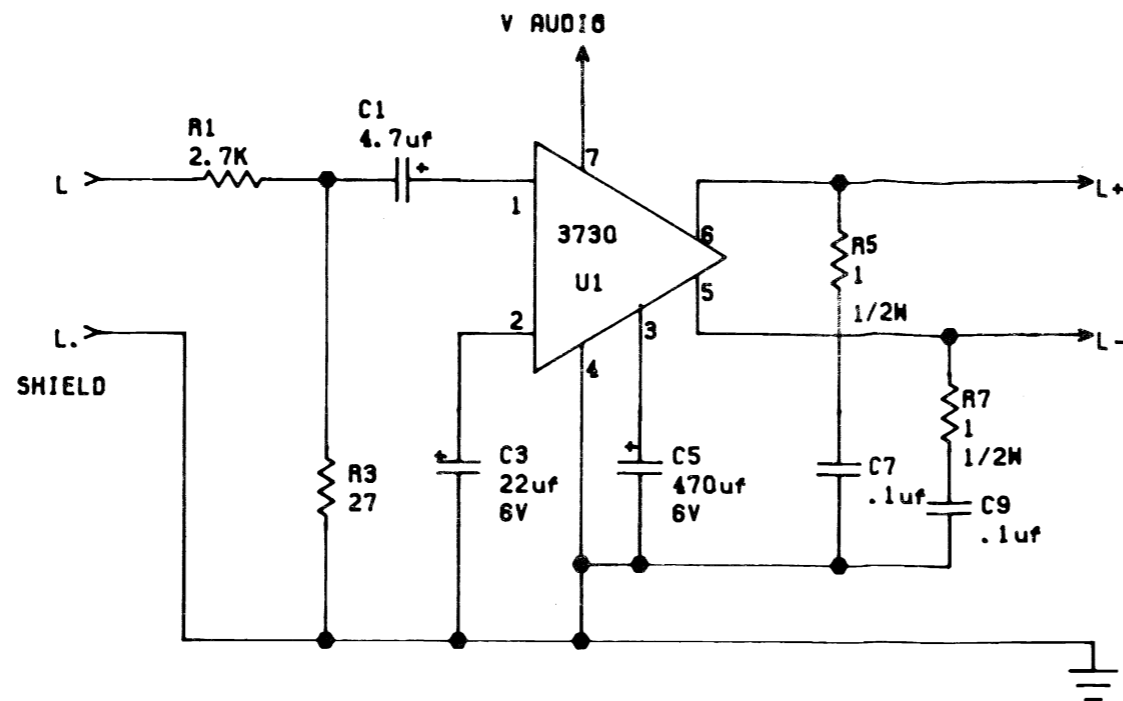 V AUDIO
C1
4.7uf
+
R1
2.7K
L
7
1
3730
U1
6
5
L+
R5
1
1/2W
2
3
4
L.
SHIELD
L-
R7
1
1/2W
R3
27
+
C3
22uf
6V
+
C5
470uf
6V
C7
.1uf
C9
.1uf